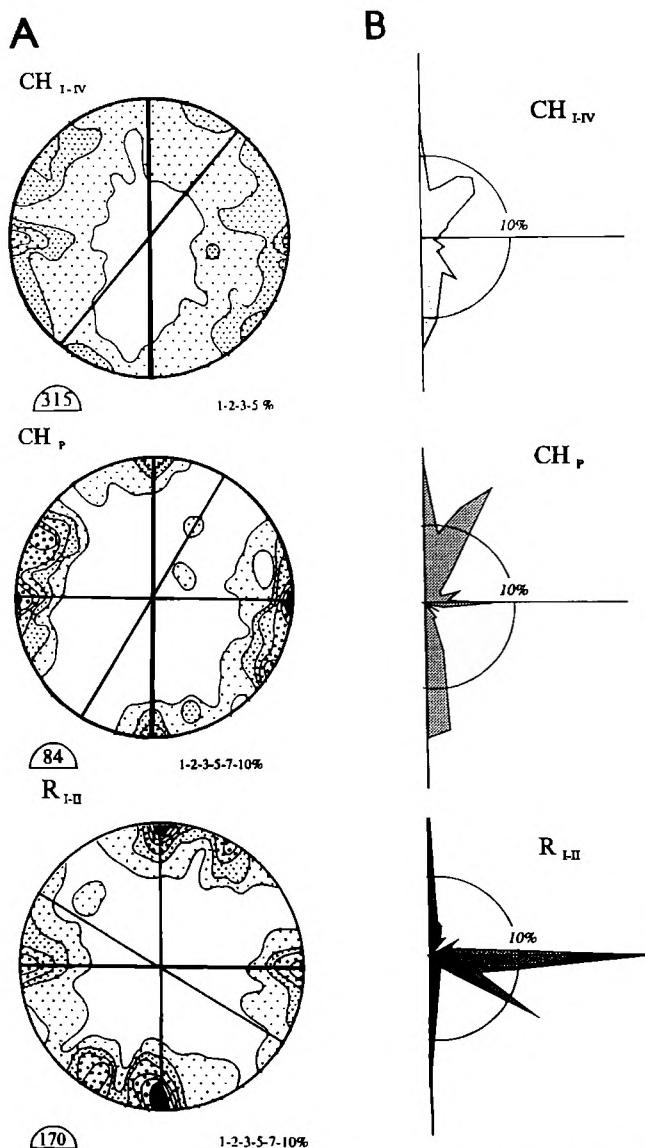 A
B
CH I-IV
CH I-IV
10%
315
1-2-3-5 %
CH P
CH P
10%
84
1-2-3-5-7-10%
R I-II
R I-II
10%
170
1-2-3-5-7-10%